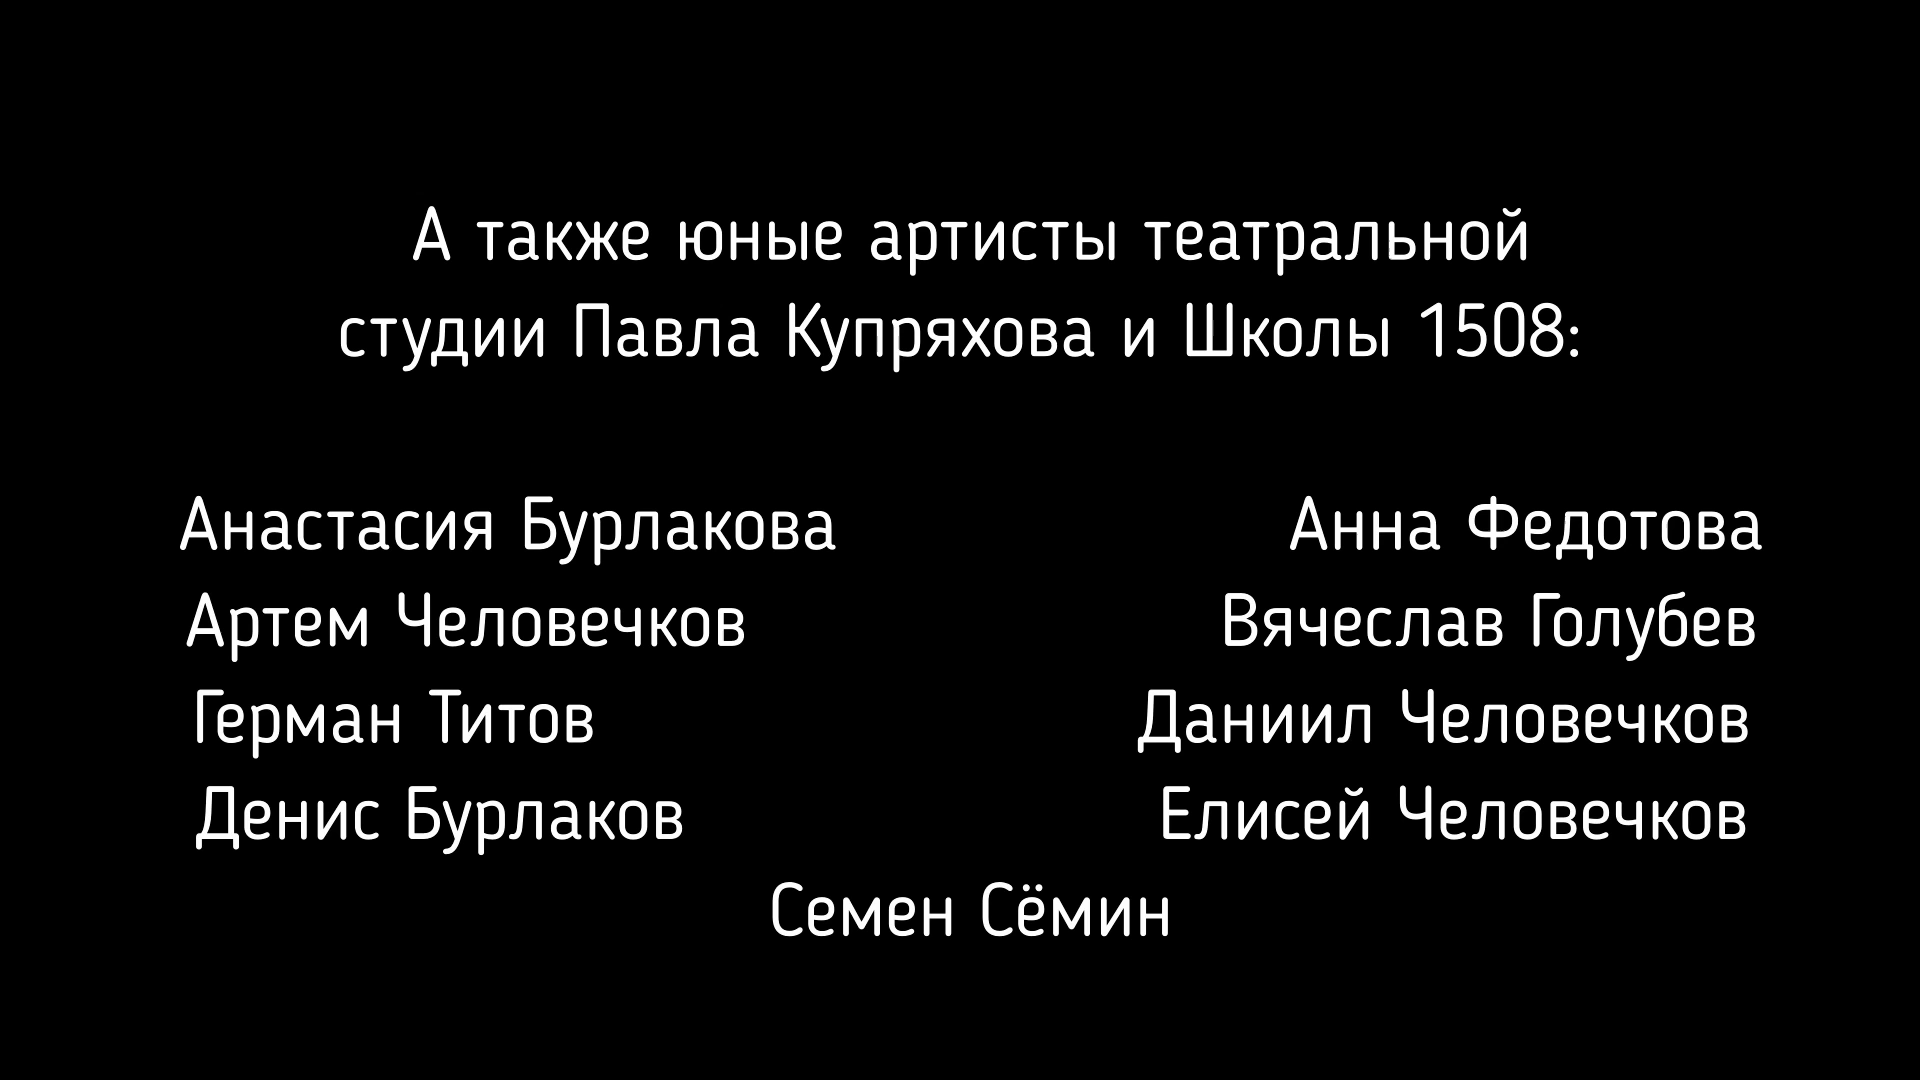 А также юные артисты театральной
студии Павла Купряхова и Школы 1508:
Анастасия Бурлакова Анна Федотова
Артем Человечков Вячеслав Голубев
Герман Титов Даниил Человечков
Денис Бурлаков Елисей Человечков
Семен Сёмин